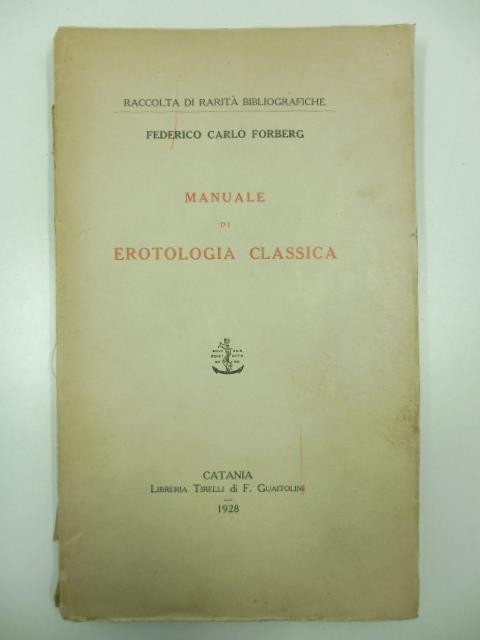 RACCOLTA DI RARITÀ BIBLIOGRAFICHE
FEDERICO CARLO FORBERG
MANUALE
DI
EROTOLOGIA CLASSICA
CATANIA
LIBRERIA TIRELLI di F. GUAITOLINI
1928